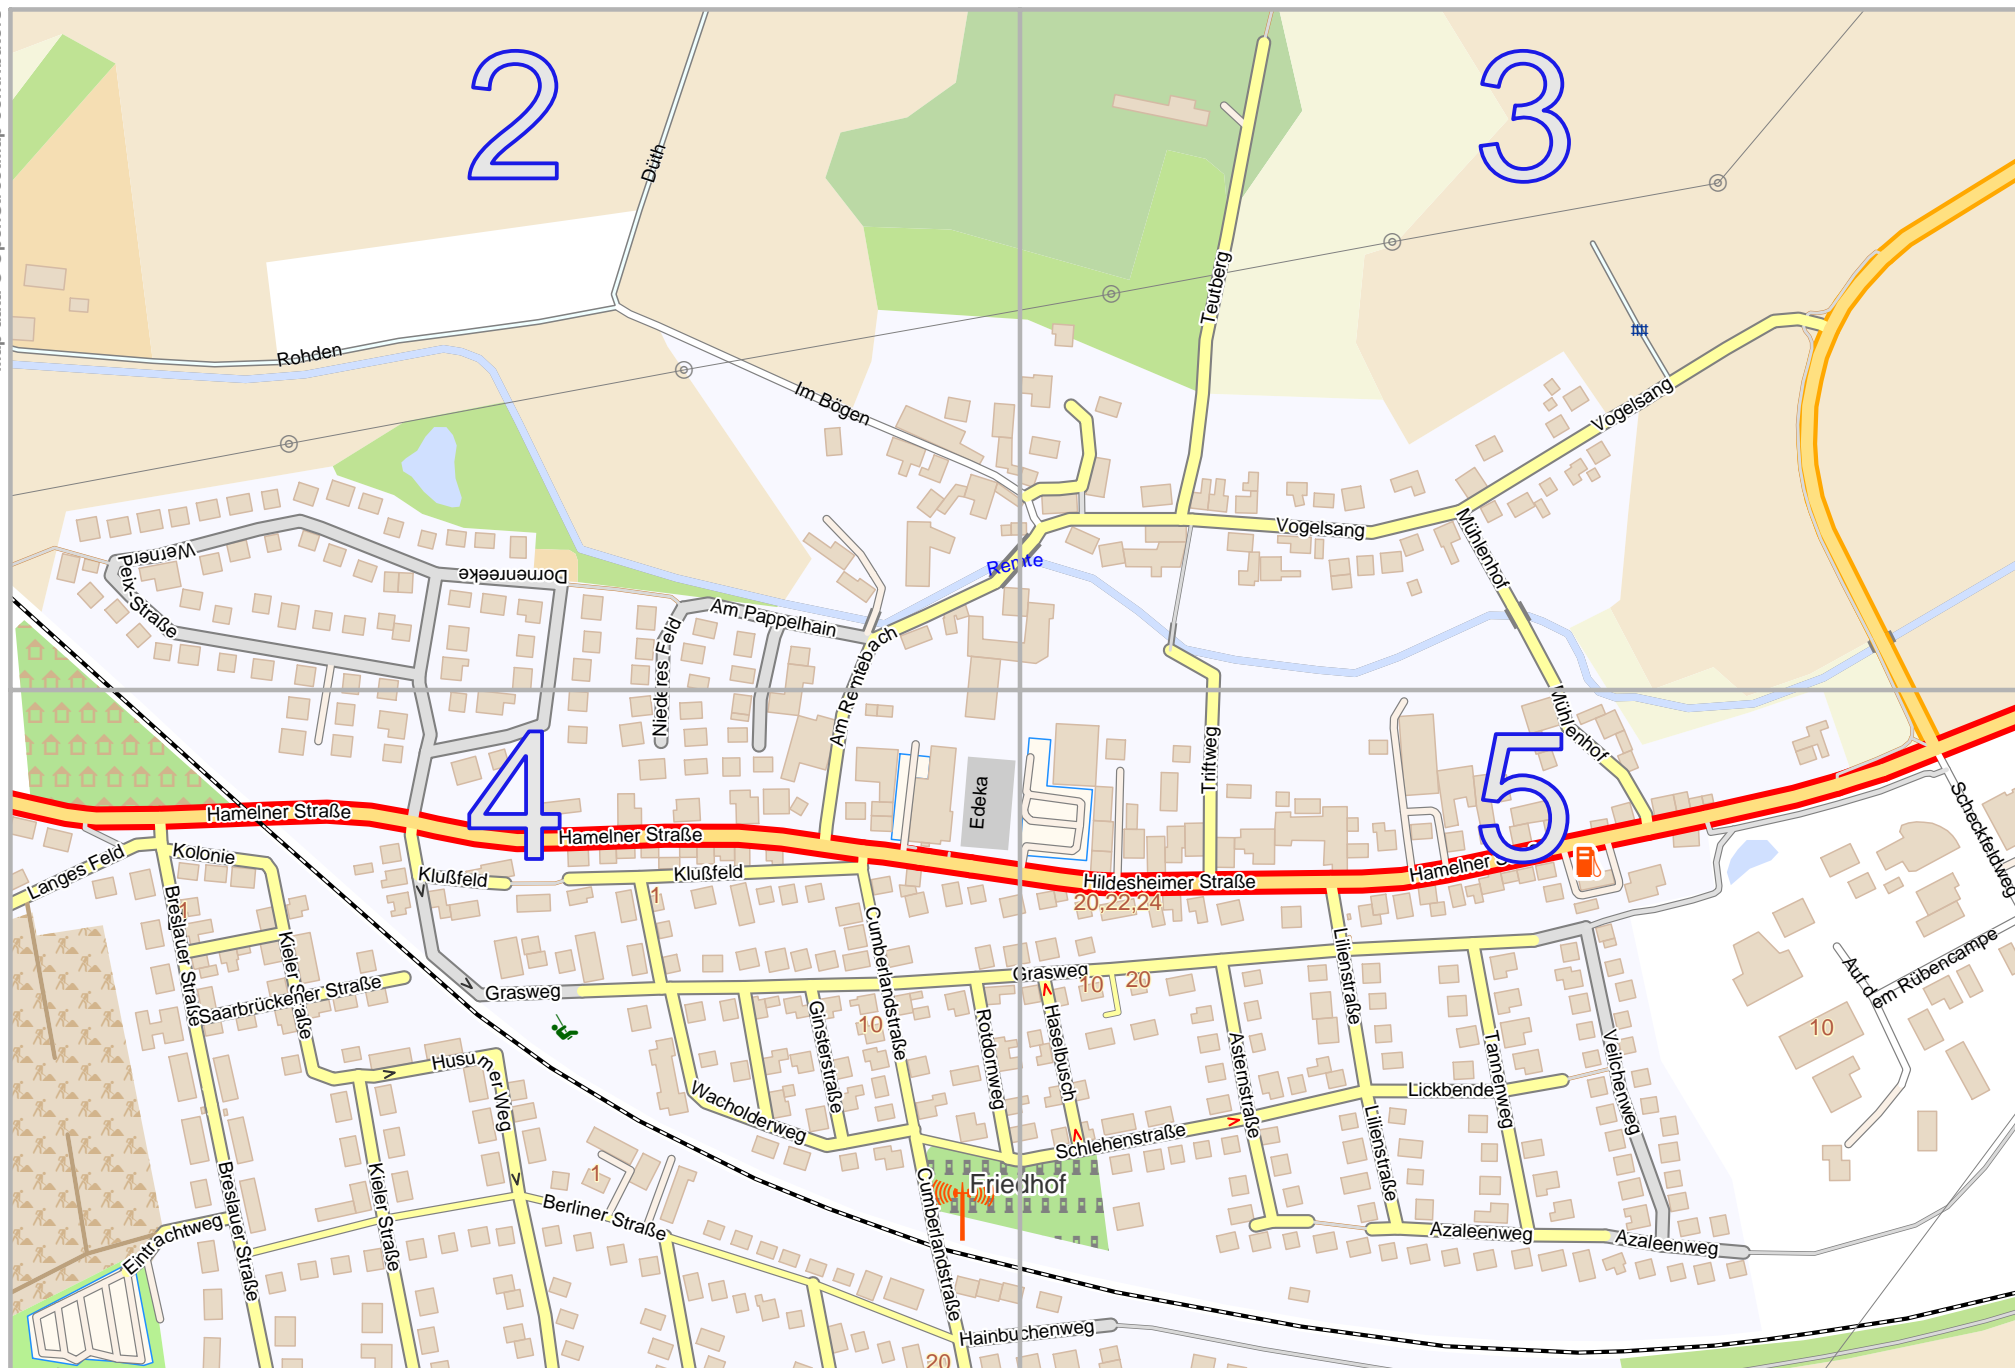 2
3
Düth
Teutberg
Rohden
Im Bögen
Vogelsang
Vogelsang
Mühlenhof
Werner-
Peix-Straße
Dornenreeke
Remte
Am Pappelhain
Niederes Feld
Am Remtebach
Mühlenhof
4
5
Triftweg
Edeka
Hamelner Straße
Hamelner Straße
Hildesheimer Straße
20,22,24
Hamelner
Scheckfeldweg
Langes Feld
Kolonie
Klußfeld
Klußfeld
1
1
Breslauer Straße
Kieler Straße
Saarbrückener Straße
Cumberlandstraße
Lilienstraße
Grasweg
Grasweg
10
20
Auf dem Rübencampe
10
Ginsterstraße
10
Rotdornweg
Haselbusch
Asternstraße
Tannenweg
Veilchenweg
Husumer Weg
Wacholderweg
Lickbende
Schlehenstraße
Lilienstraße
1
Friedhof
Breslauer Straße
Kieler Straße
Berliner Straße
Cumberlandstraße
Eintrachtweg
Azaleenweg
Azaleenweg
Hainbuchenweg
20